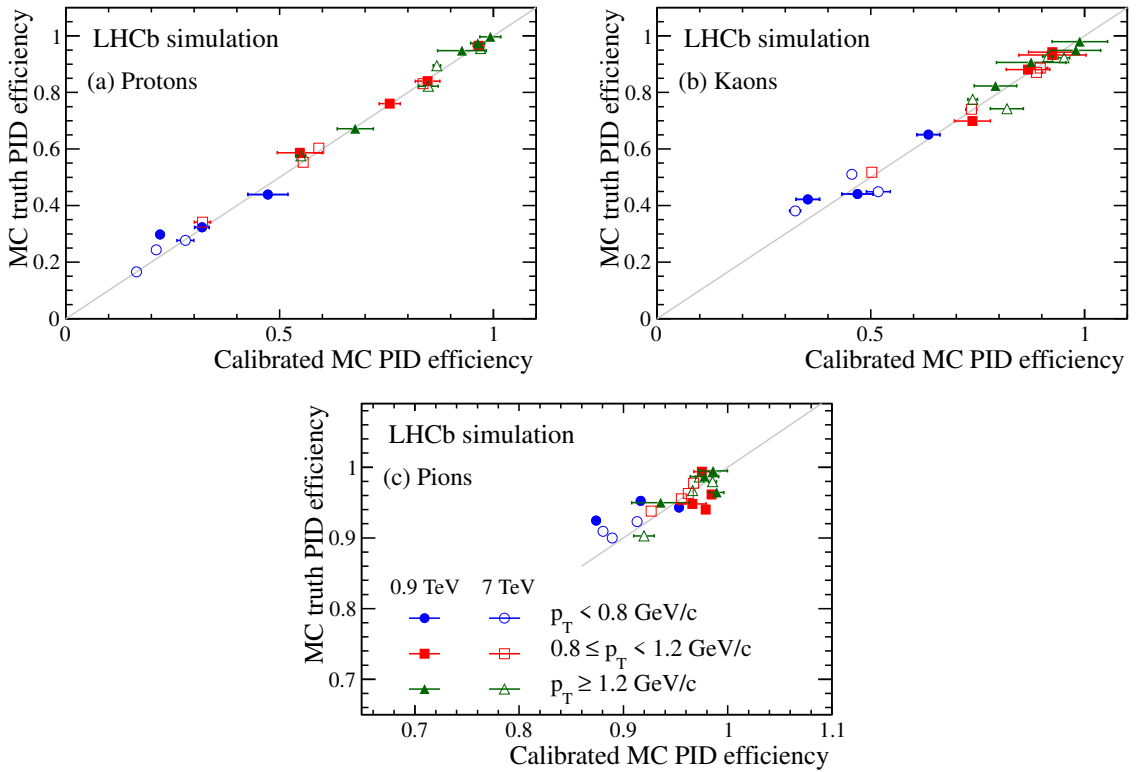 LHCb simulation
(a) Protons
MC truth PID efficiency
1
0.8
0.6
0.4
0.2
0
0 0.5 1
Calibrated MC PID efficiency
LHCb simulation
(b) Kaons
MC truth PID efficiency
1
0.8
0.6
0.4
0.2
0
0 0.5 1
Calibrated MC PID efficiency
LHCb simulation
(c) Pions
MC truth PID efficiency
1
0.9
0.8
0.7
0.9 TeV 7 TeV
p_T < 0.8 GeV/c
0.8 ≤ p_T < 1.2 GeV/c
p_T ≥ 1.2 GeV/c
0.7 0.8 0.9 1 1.1
Calibrated MC PID efficiency